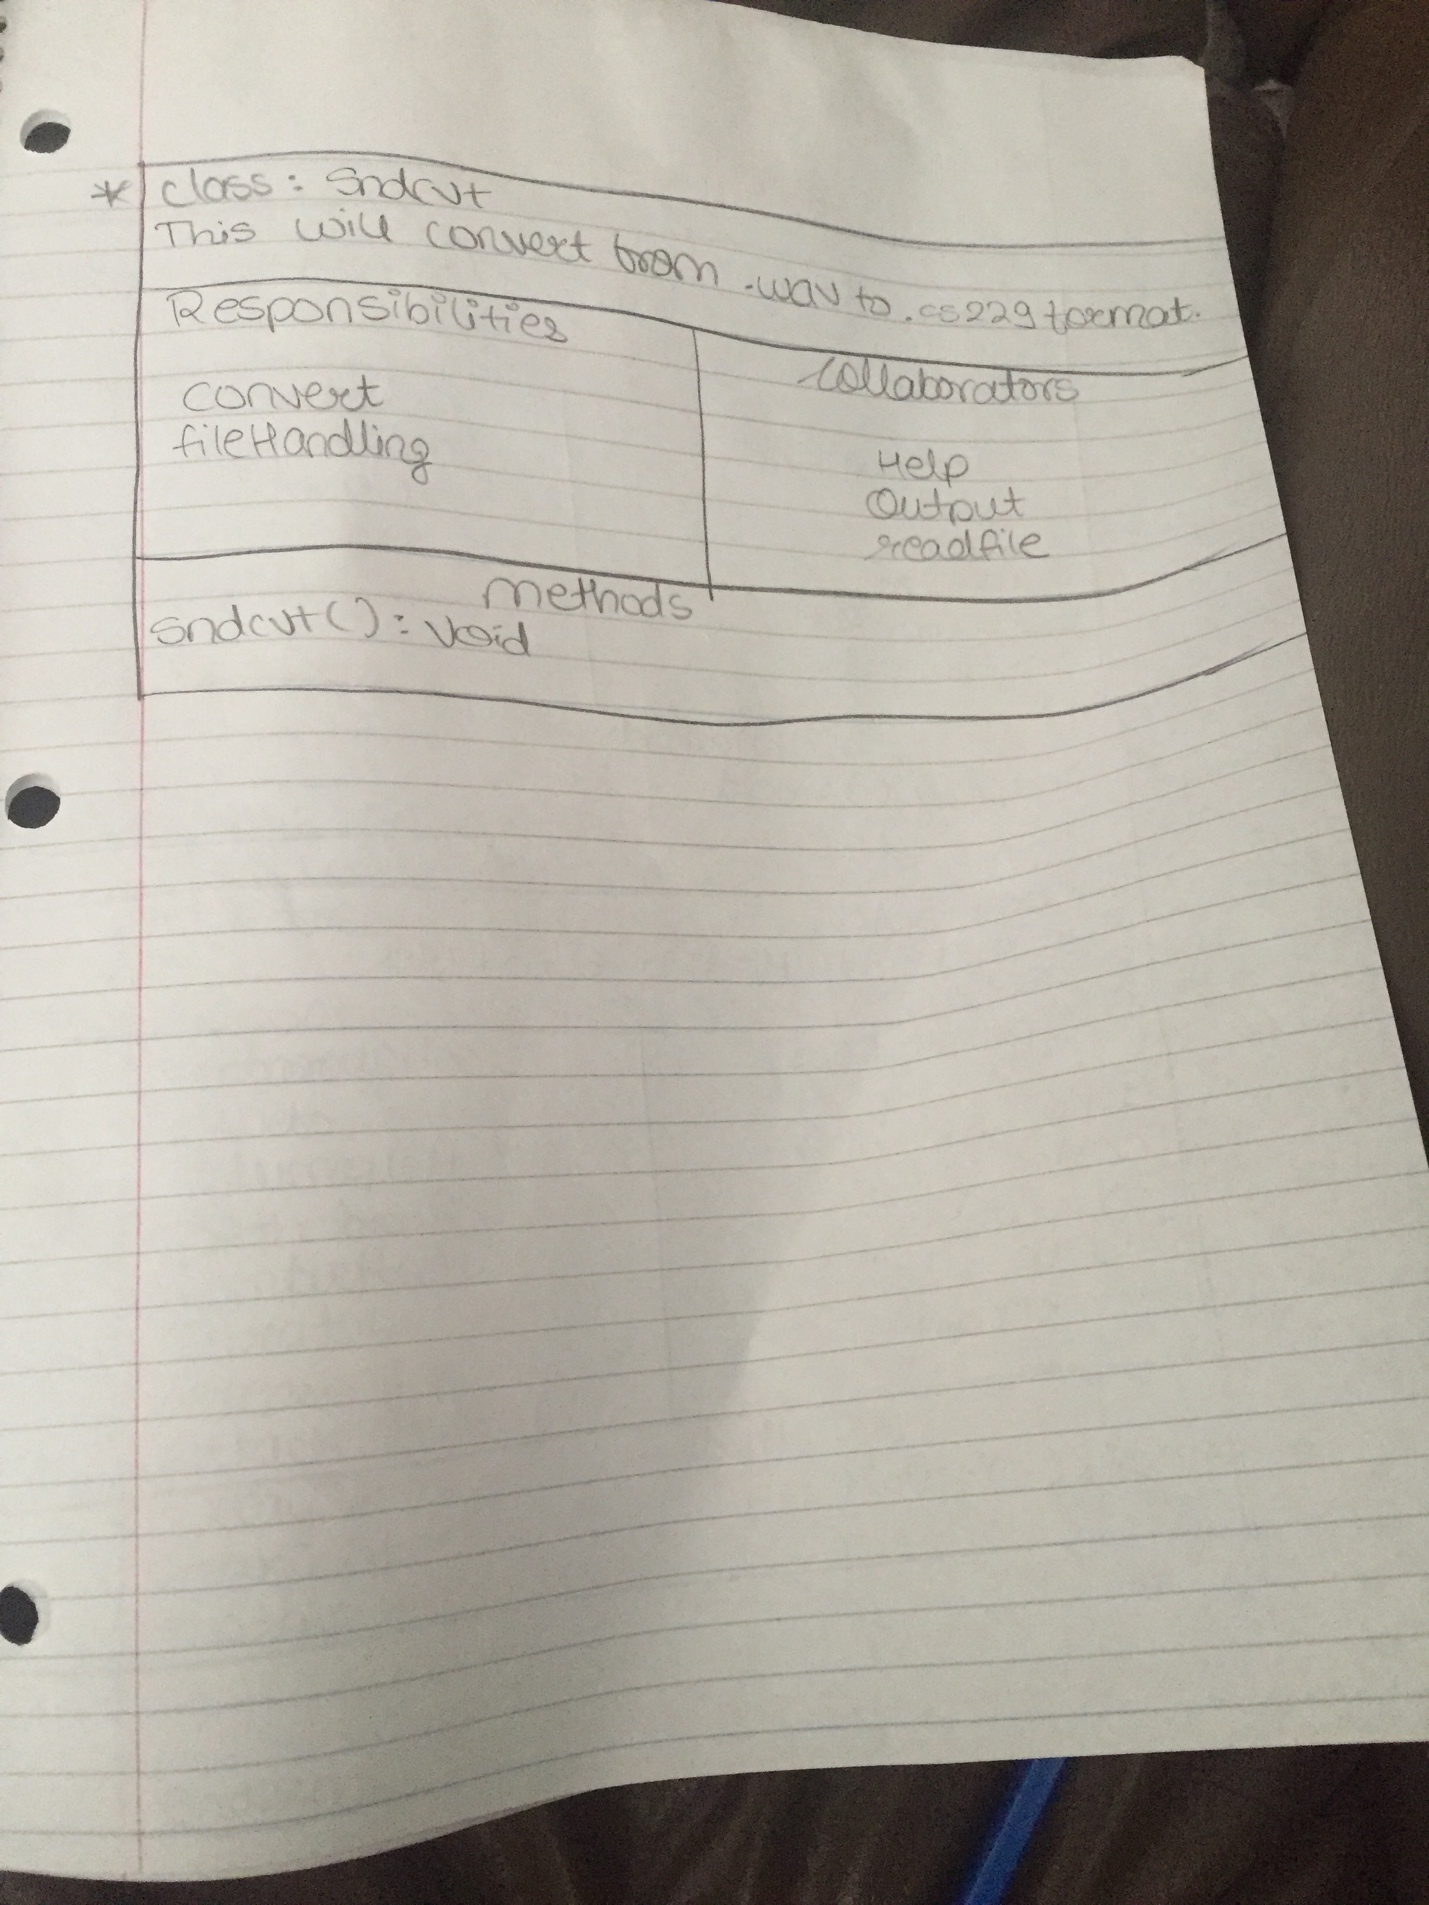 * class: Sndcvt
This will convert from .wav to .cs229 format.
Responsibilities
convert
fileHandling
Collaborators
Help
Output
readfile
methods
sndcvt() : void